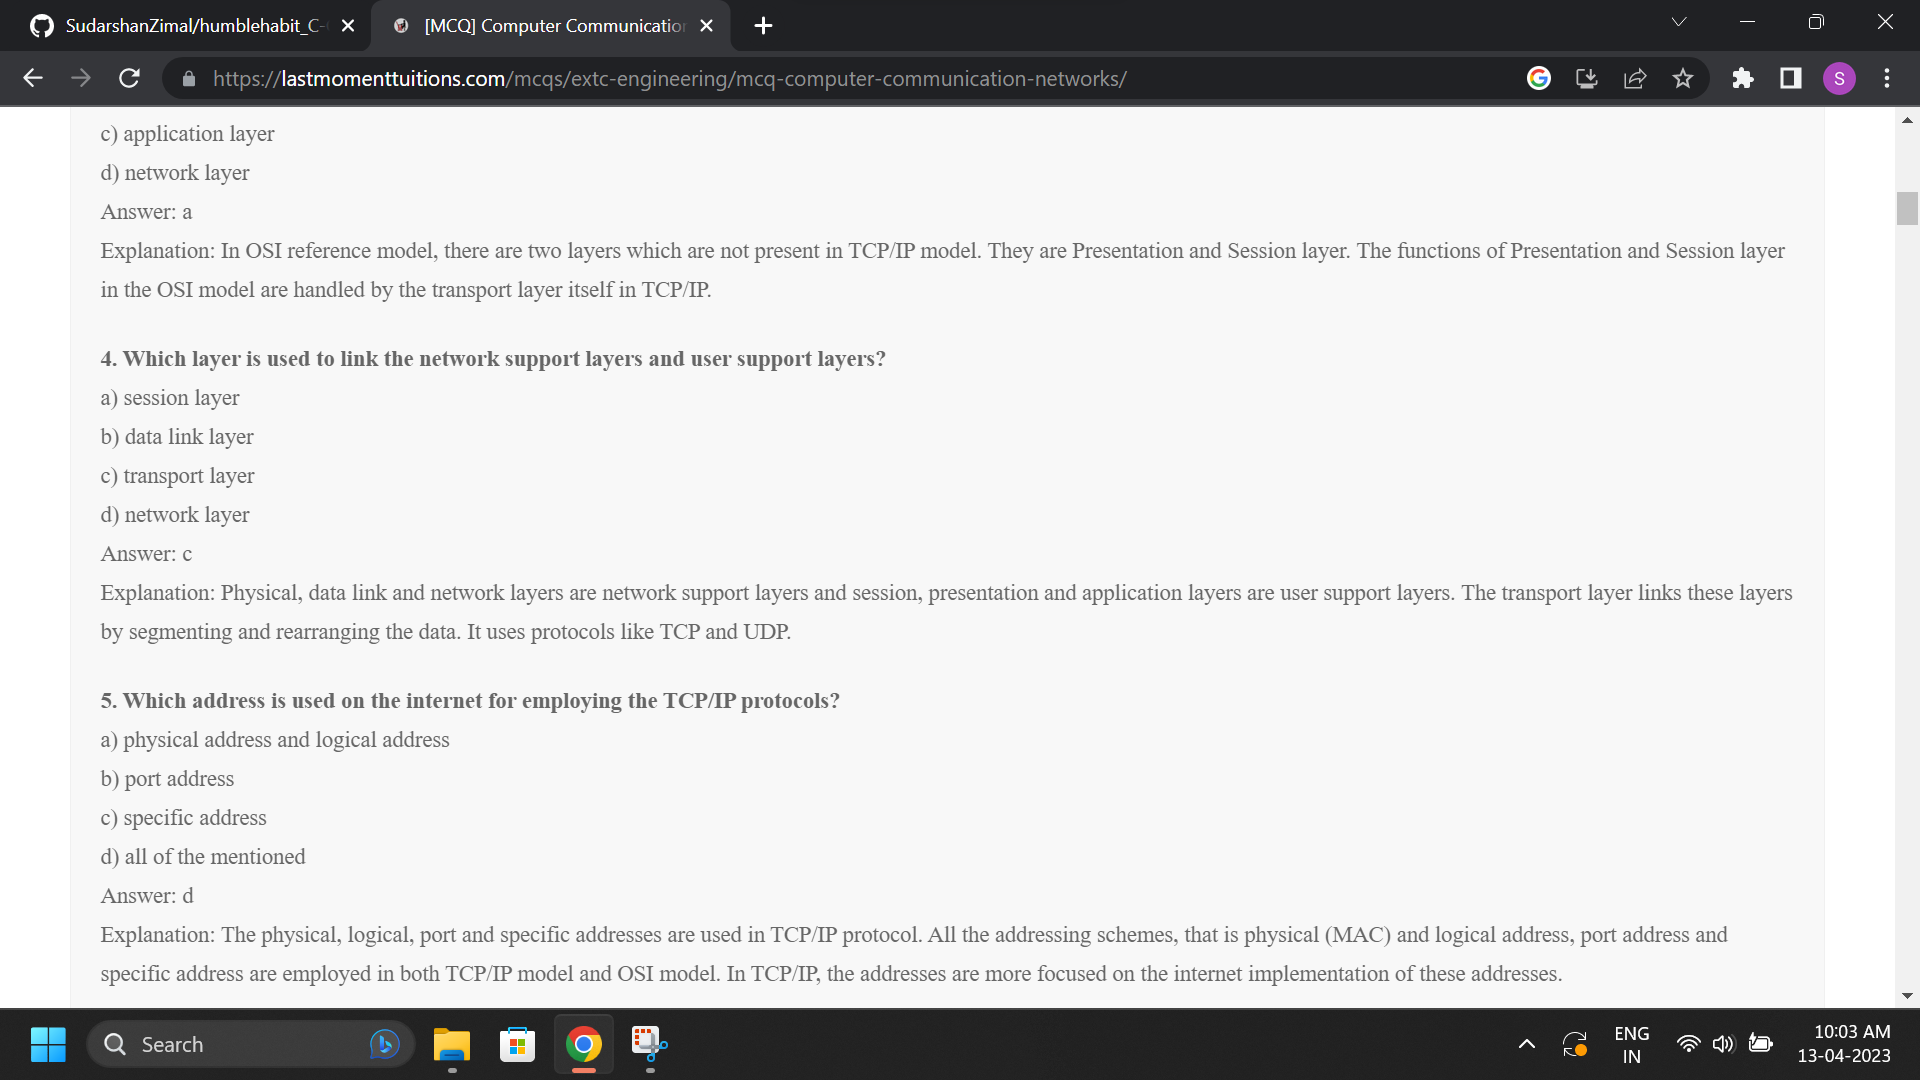 SudarshanZimal/humblehabit_C-
[MCQ] Computer Communication
https://lastmomenttuitions.com/mcqs/extc-engineering/mcq-computer-communication-networks/
S
c) application layer
d) network layer
Answer: a
Explanation: In OSI reference model, there are two layers which are not present in TCP/IP model. They are Presentation and Session layer. The functions of Presentation and Session layer
in the OSI model are handled by the transport layer itself in TCP/IP.
4. Which layer is used to link the network support layers and user support layers?
a) session layer
b) data link layer
c) transport layer
d) network layer
Answer: c
Explanation: Physical, data link and network layers are network support layers and session, presentation and application layers are user support layers. The transport layer links these layers
by segmenting and rearranging the data. It uses protocols like TCP and UDP.
5. Which address is used on the internet for employing the TCP/IP protocols?
a) physical address and logical address
b) port address
c) specific address
d) all of the mentioned
Answer: d
Explanation: The physical, logical, port and specific addresses are used in TCP/IP protocol. All the addressing schemes, that is physical (MAC) and logical address, port address and
specific address are employed in both TCP/IP model and OSI model. In TCP/IP, the addresses are more focused on the internet implementation of these addresses.
Search
ENG
IN
10:03 AM
13-04-2023